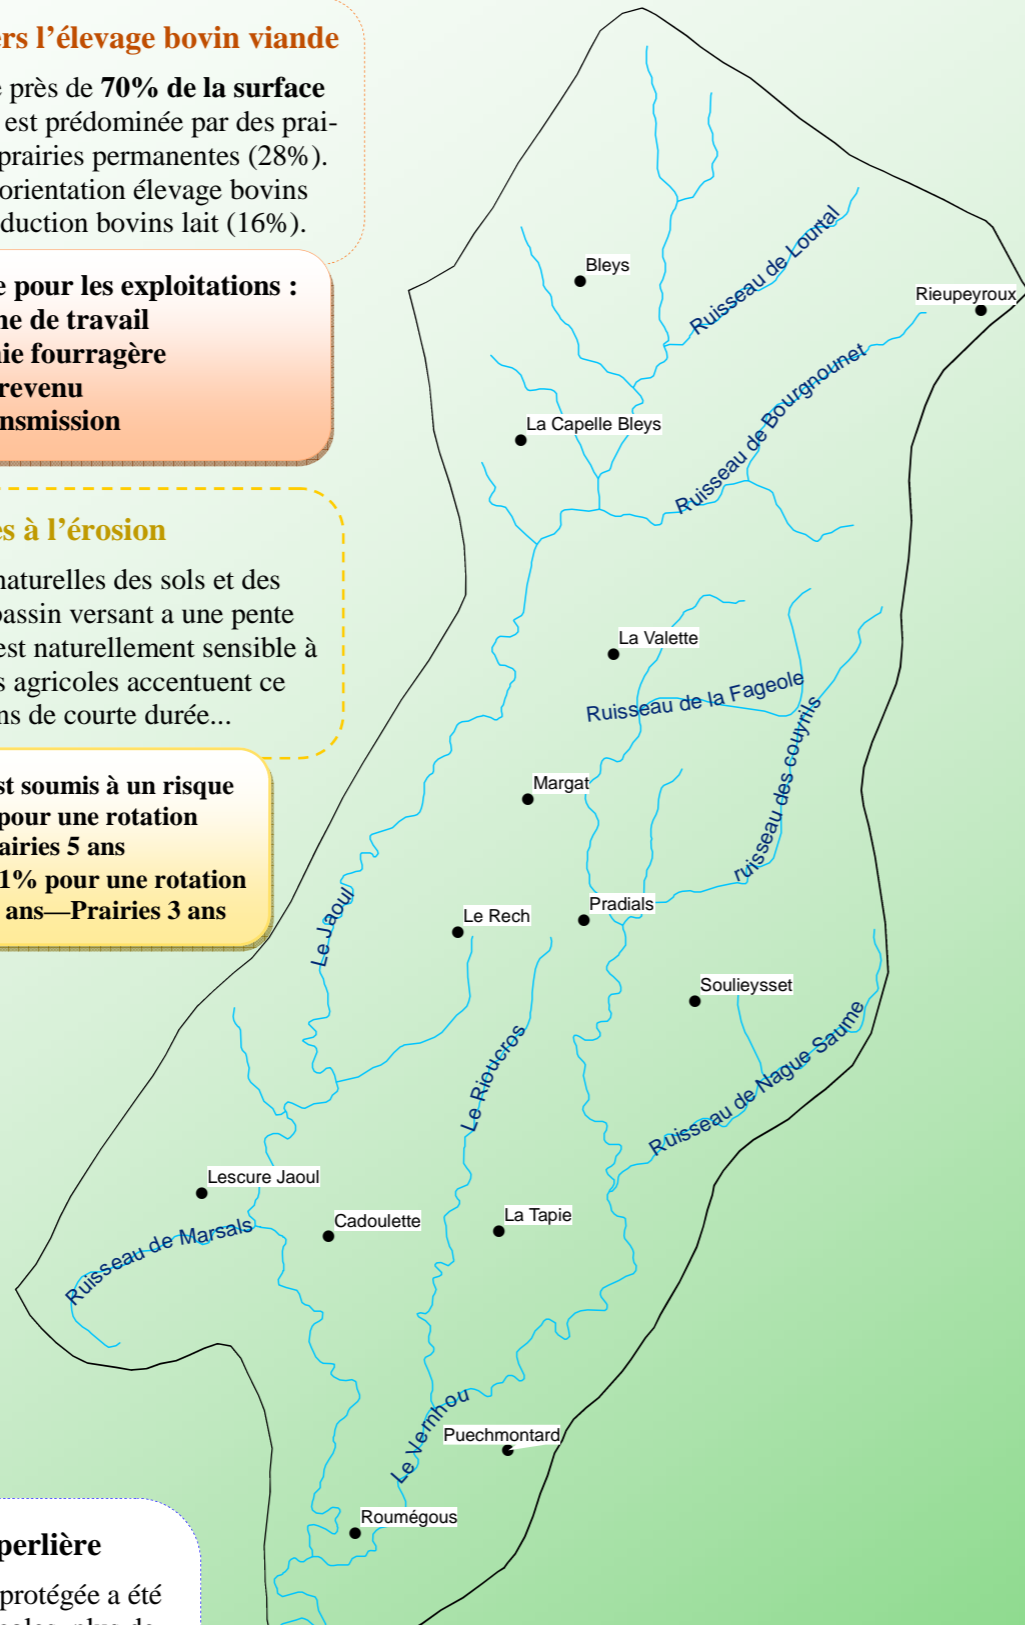 ers l'élevage bovin viande
e près de 70% de la surface
est prédominée par des prai-
prairies permanentes (28%).
orientation élevage bovins
duction bovins lait (16%).
e pour les exploitations :
ne de travail
nie fourragère
revenu
nsmission
es à l'érosion
naturelles des sols et des
bassin versant a une pente
est naturellement sensible à
s agricoles accentuent ce
ns de courte durée...
st soumis à un risque
pour une rotation
airies 5 ans
1% pour une rotation
ans—Prairies 3 ans
perlière
protégée a été
Bleys
Ruisseau de Lourtal
Rieupeyroux
Ruisseau de Bourgnounet
La Capelle Bleys
La Valette
Ruisseau de la Fageole
ruisseau des couyrils
Margat
Le Jaoul
Le Rech
Pradials
Soulieysset
Le Rioucros
Ruisseau de Nague Saume
Lescure Jaoul
Cadoulette
La Tapie
Ruisseau de Marsals
Le Vernhou
Puechmontard
Roumégous